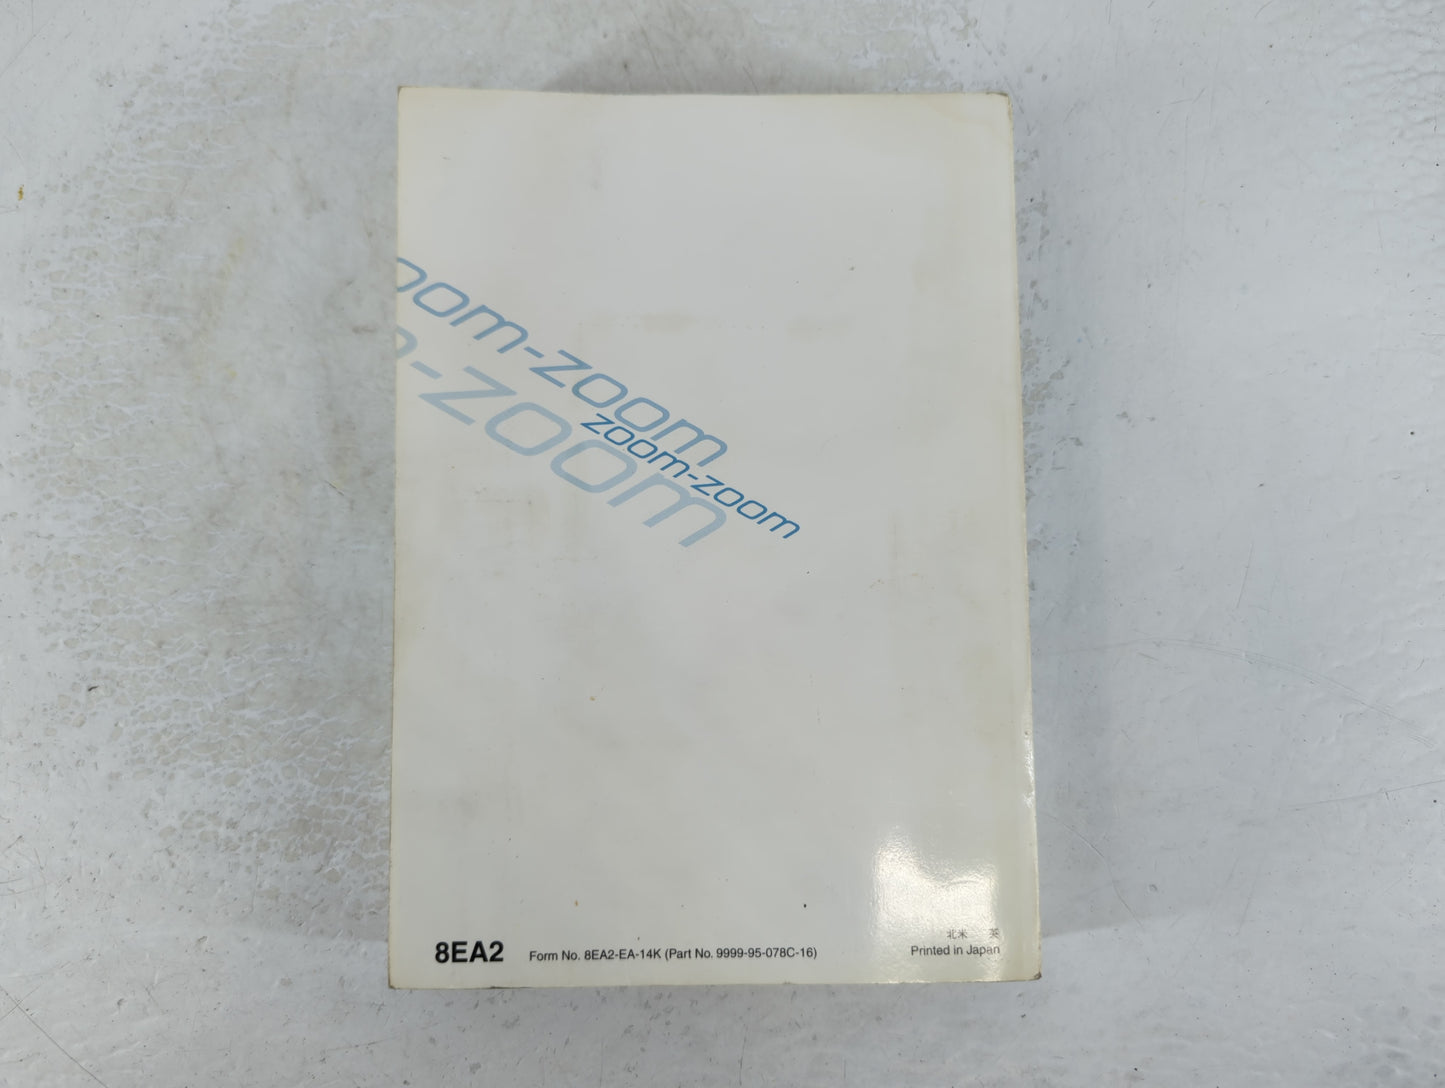 oom-zoom
m-zoom
zoom-zoom
8EA2 Form No. 8EA2-EA-14K (Part No. 9999-95-078C-16)
北米 英
Printed in Japan